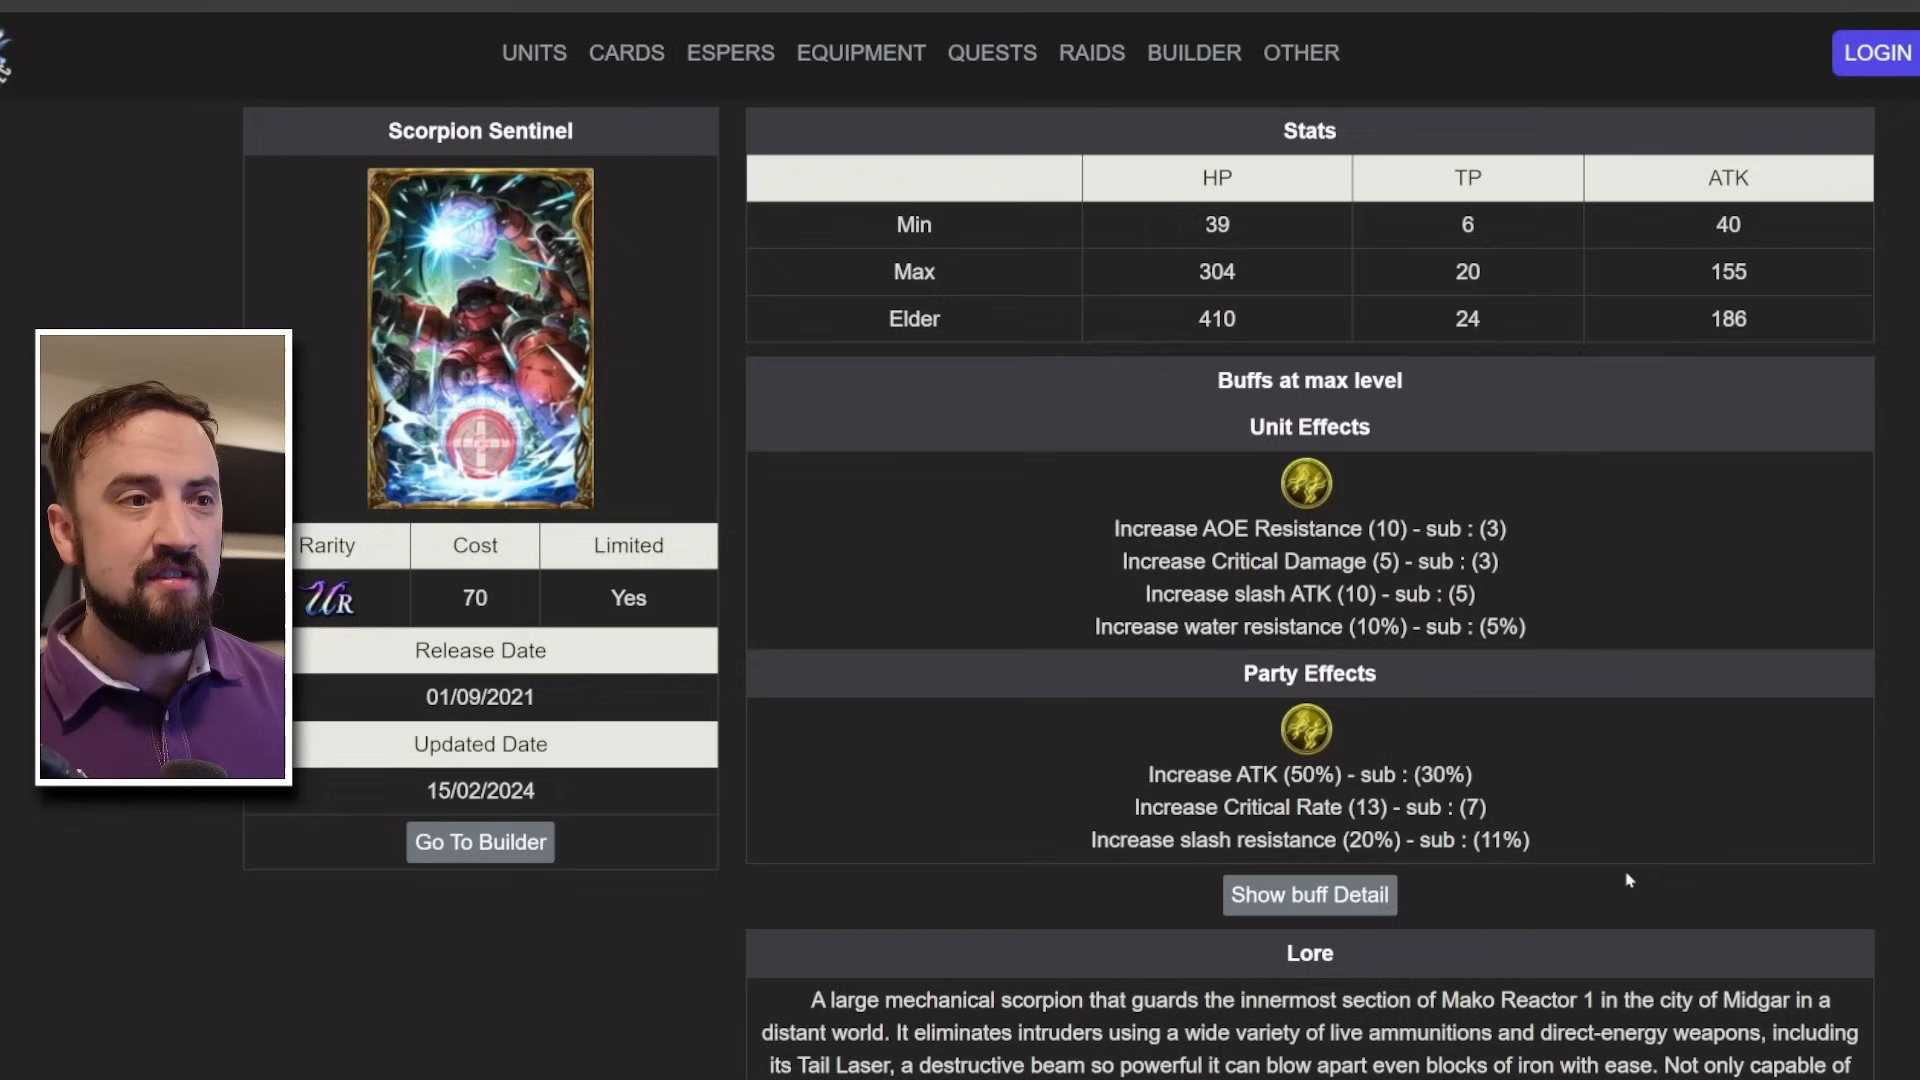 UNITS CARDS ESPERS EQUIPMENT QUESTS RAIDS BUILDER OTHER
LOGIN
Scorpion Sentinel
Rarity Cost Limited
UR 70 Yes
Release Date
01/09/2021
Updated Date
15/02/2024
Go To Builder
Stats
HP TP ATK
Min 39 6 40
Max 304 20 155
Elder 410 24 186
Buffs at max level
Unit Effects
Increase AOE Resistance (10) - sub : (3)
Increase Critical Damage (5) - sub : (3)
Increase slash ATK (10) - sub : (5)
Increase water resistance (10%) - sub : (5%)
Party Effects
Increase ATK (50%) - sub : (30%)
Increase Critical Rate (13) - sub : (7)
Increase slash resistance (20%) - sub : (11%)
Show buff Detail
Lore
A large mechanical scorpion that guards the innermost section of Mako Reactor 1 in the city of Midgar in a
distant world. It eliminates intruders using a wide variety of live ammunitions and direct-energy weapons, including
its Tail Laser, a destructive beam so powerful it can blow apart even blocks of iron with ease. Not only capable of